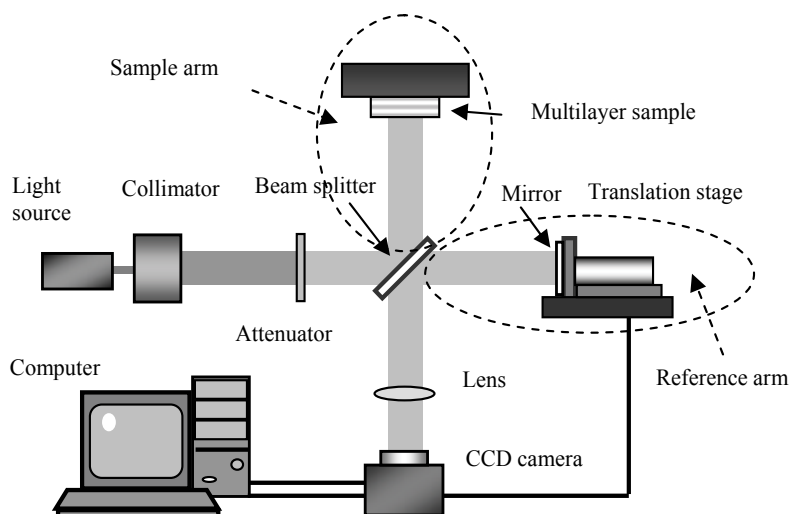 Sample arm
Multilayer sample
Light
source
Collimator
Beam splitter
Mirror
Translation stage
Attenuator
Computer
Lens
Reference arm
CCD camera